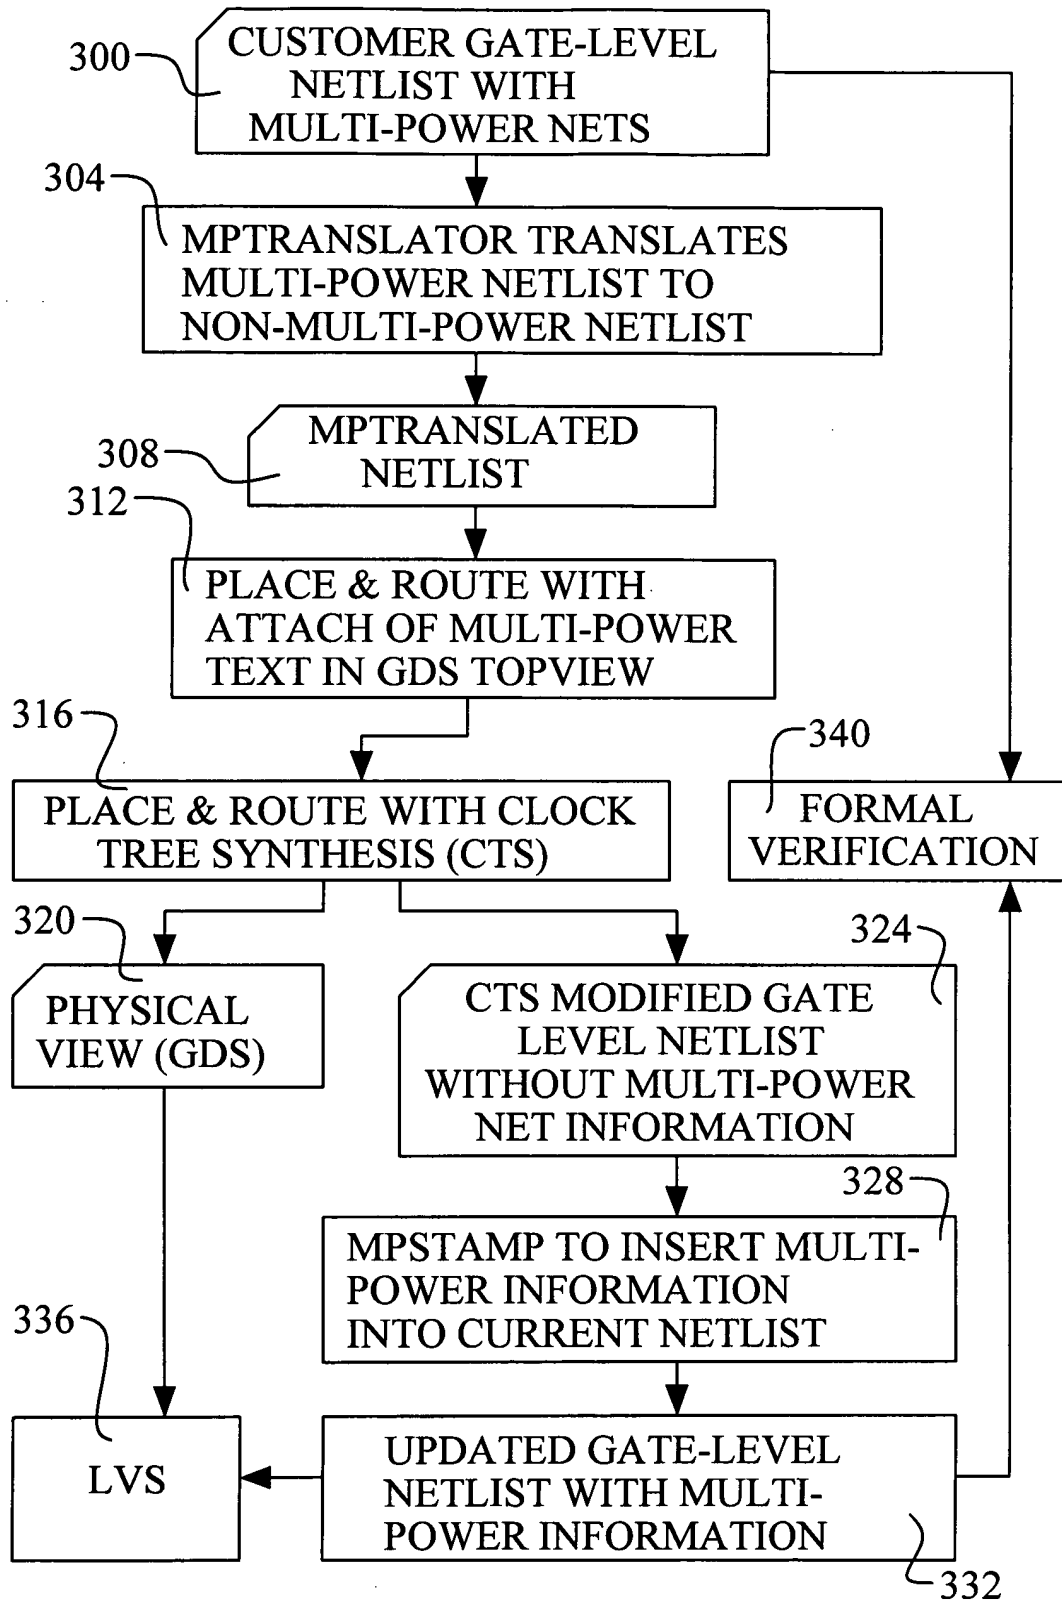 300
CUSTOMER GATE-LEVEL
NETLIST WITH
MULTI-POWER NETS
304
MPTRANSLATOR TRANSLATES
MULTI-POWER NETLIST TO
NON-MULTI-POWER NETLIST
308
MPTRANSLATED
NETLIST
312
PLACE & ROUTE WITH
ATTACH OF MULTI-POWER
TEXT IN GDS TOPVIEW
316
PLACE & ROUTE WITH CLOCK
TREE SYNTHESIS (CTS)
340
FORMAL
VERIFICATION
320
PHYSICAL
VIEW (GDS)
324
CTS MODIFIED GATE
LEVEL NETLIST
WITHOUT MULTI-POWER
NET INFORMATION
328
MPSTAMP TO INSERT MULTI-
POWER INFORMATION
INTO CURRENT NETLIST
336
LVS
UPDATED GATE-LEVEL
NETLIST WITH MULTI-
POWER INFORMATION
332